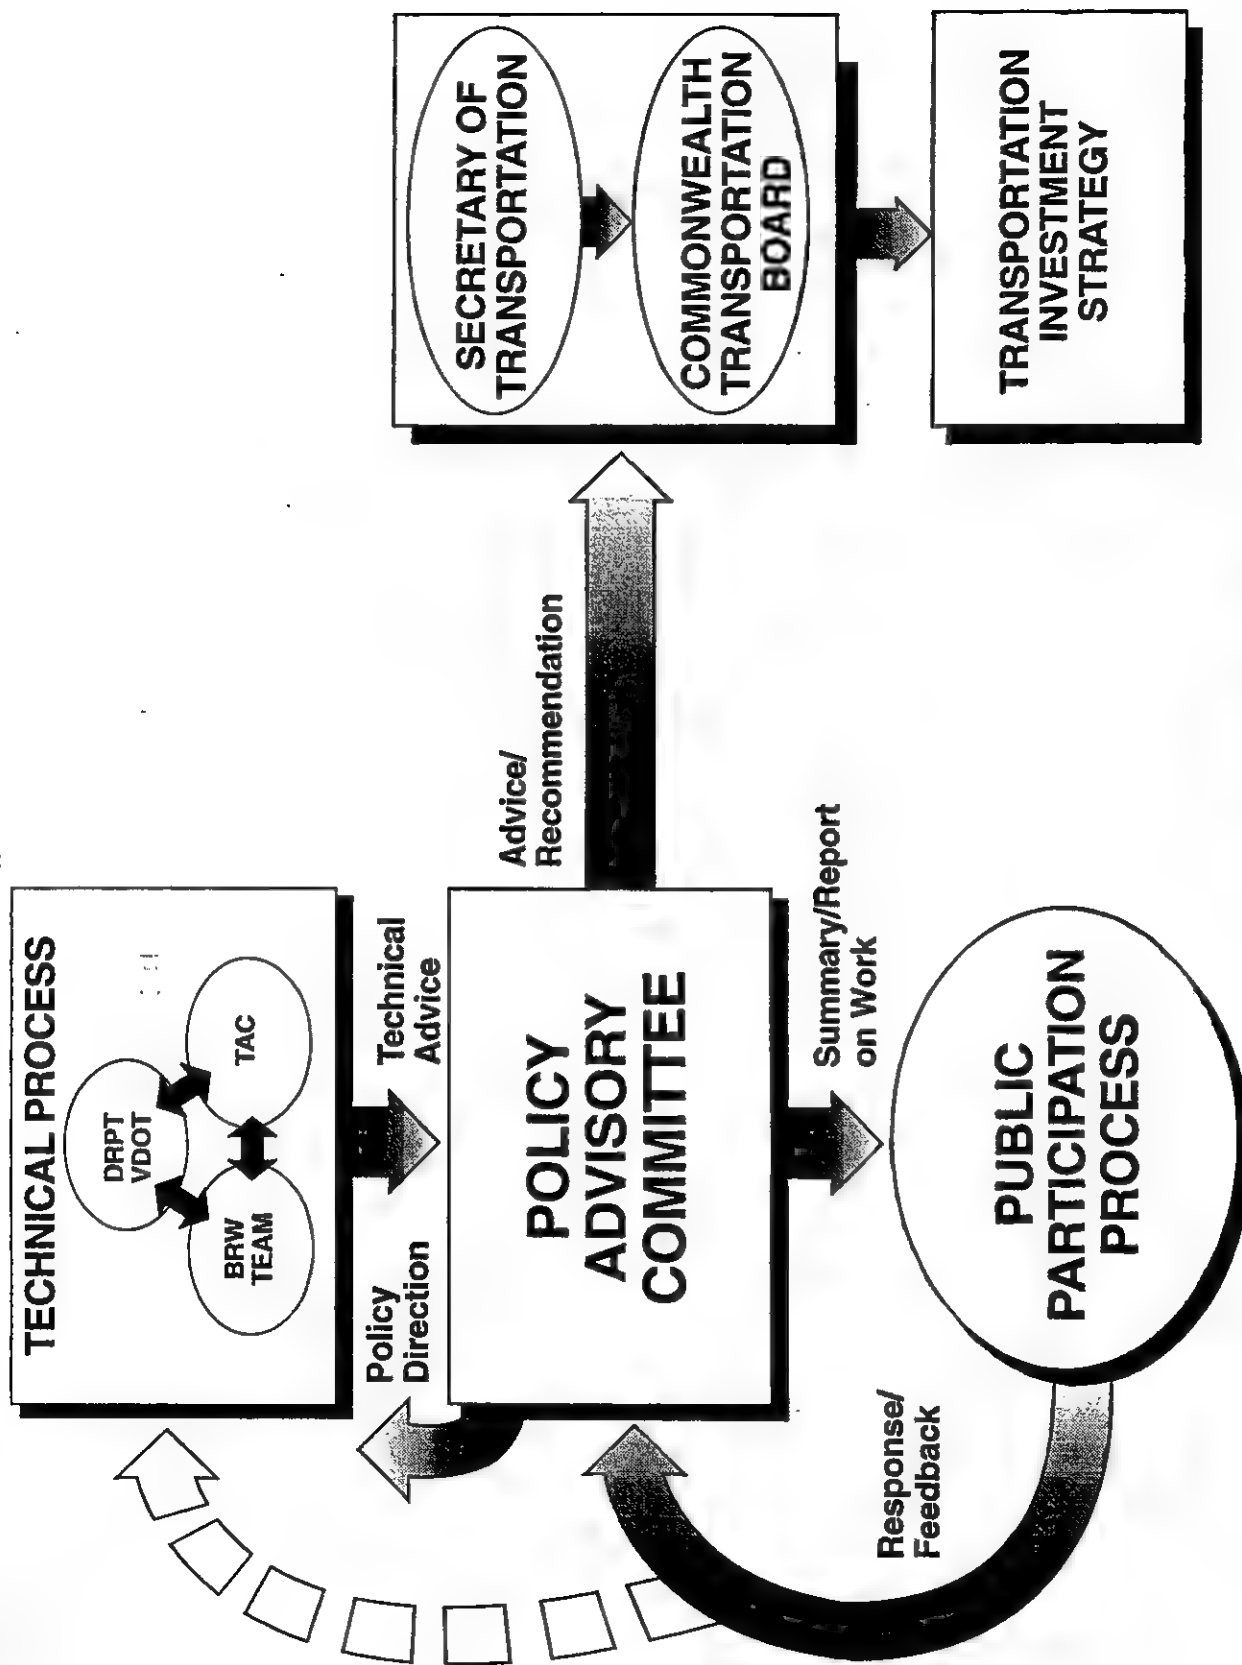 TECHNICAL PROCESS
DRPT
VDOT
BRW
TEAM
TAC
Policy
Direction
Technical
Advice
POLICY
ADVISORY
COMMITTEE
Advice/
Recommendation
Summary/Report
on Work
Response/
Feedback
PUBLIC
PARTICIPATION
PROCESS
SECRETARY OF
TRANSPORTATION
COMMONWEALTH
TRANSPORTATION
BOARD
TRANSPORTATION
INVESTMENT
STRATEGY